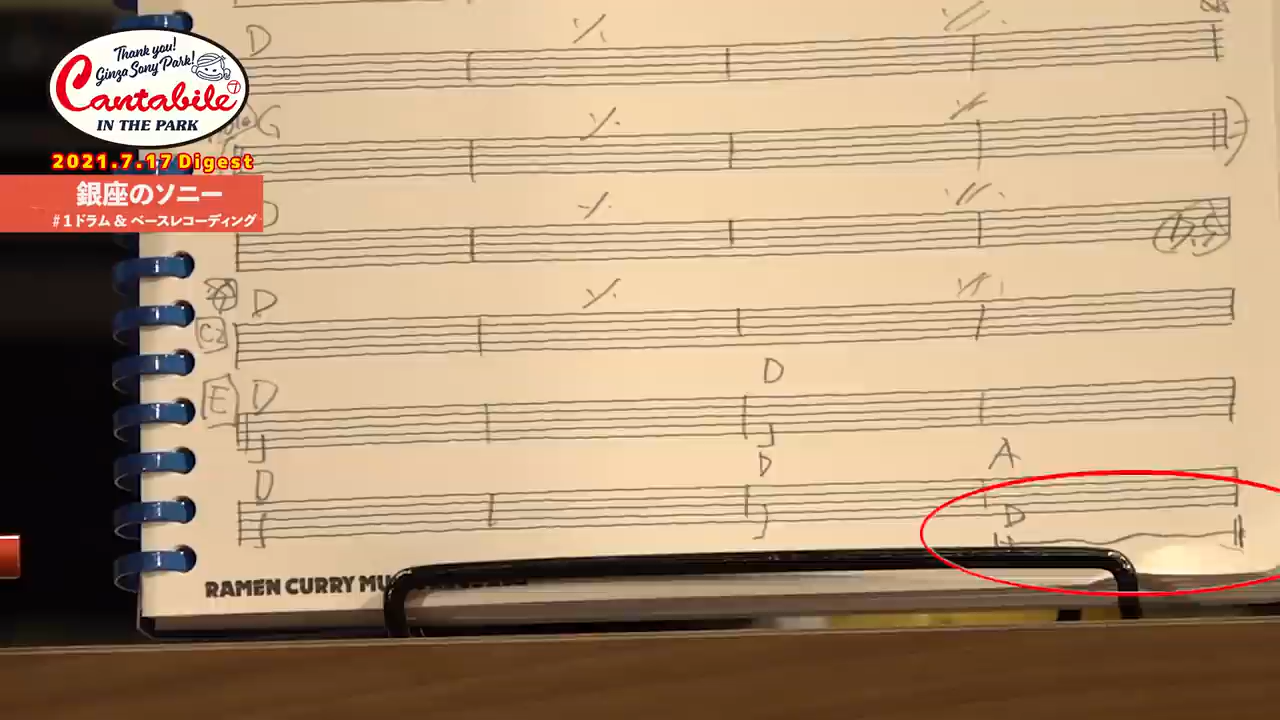 Thank you!
Ginza Sony Park!
Cantabile
IN THE PARK
2021.7.17 Digest
銀座のソニー
#1ドラム & ベースレコーディング
D
G
D
D.S
D
C2
E D D
D D A
D
RAMEN CURRY MU